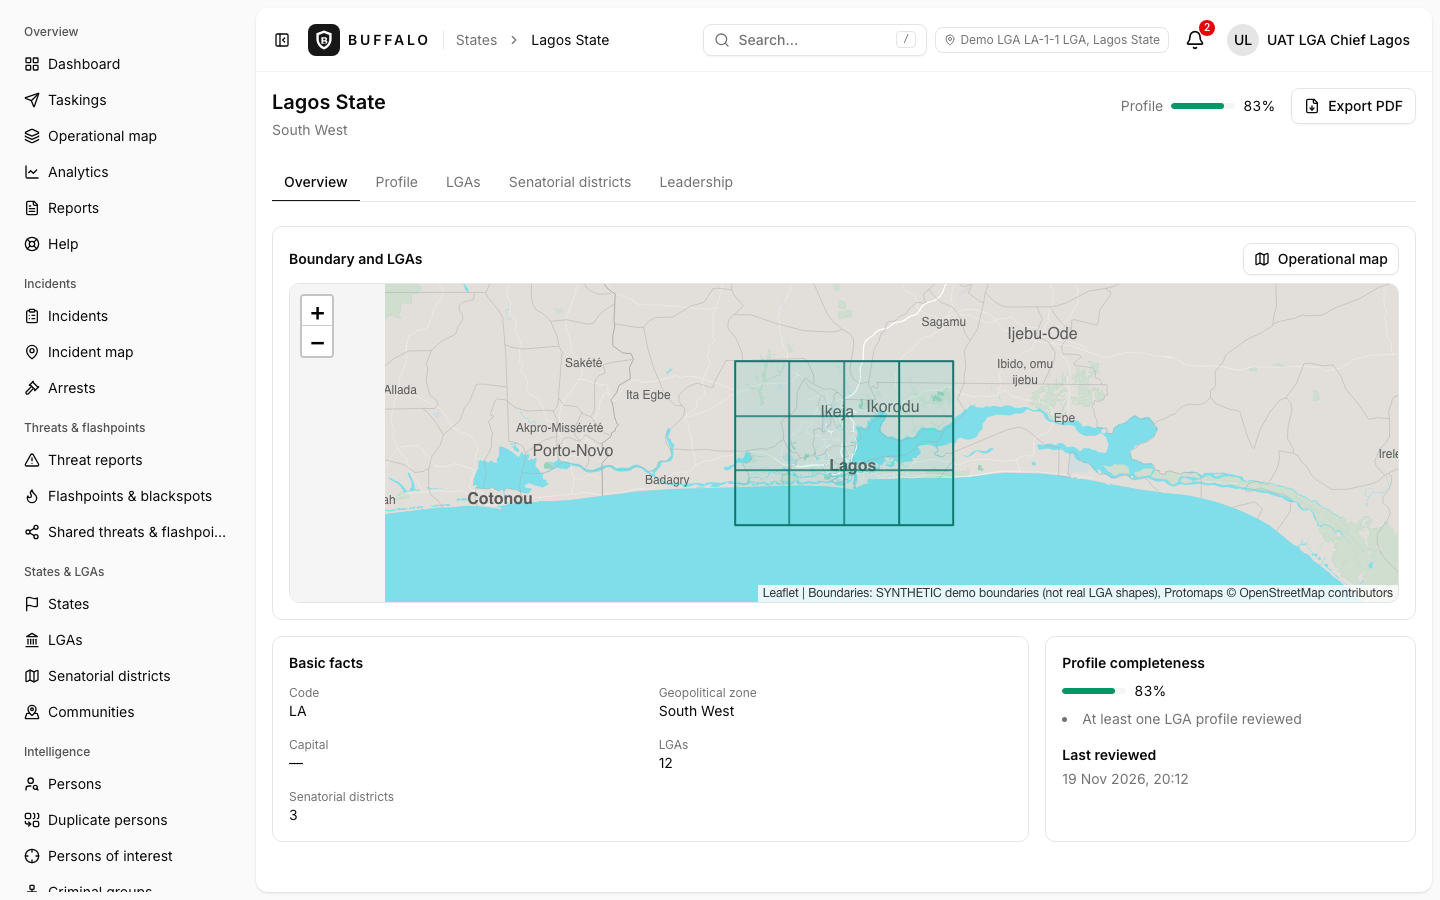 Overview
Dashboard
Taskings
Operational map
Analytics
Reports
Help
Incidents
Incidents
Incident map
Arrests
Threats & flashpoints
Threat reports
Flashpoints & blackspots
Shared threats & flashpoi...
States & LGAs
States
LGAs
Senatorial districts
Communities
Intelligence
Persons
Duplicate persons
Persons of interest
Criminal groups
BUFFALO
States > Lagos State
Search... /
Demo LGA LA-1-1 LGA, Lagos State
2
UL UAT LGA Chief Lagos
Lagos State
South West
Profile 83%
Export PDF
Overview Profile LGAs Senatorial districts Leadership
Boundary and LGAs
Operational map
+
−
Sagamu
Ijebu-Ode
Sakété
Ibido, omu
ijebu
Allada
Ita Egbe
Ikeja
Ikorodu
Epe
Akpro-Missérété
Porto-Novo
Irele
Lagos
Badagry
Cotonou
ah
Leaflet | Boundaries: SYNTHETIC demo boundaries (not real LGA shapes), Protomaps © OpenStreetMap contributors
Basic facts
Code
LA
Geopolitical zone
South West
Capital
—
LGAs
12
Senatorial districts
3
Profile completeness
83%
• At least one LGA profile reviewed
Last reviewed
19 Nov 2026, 20:12